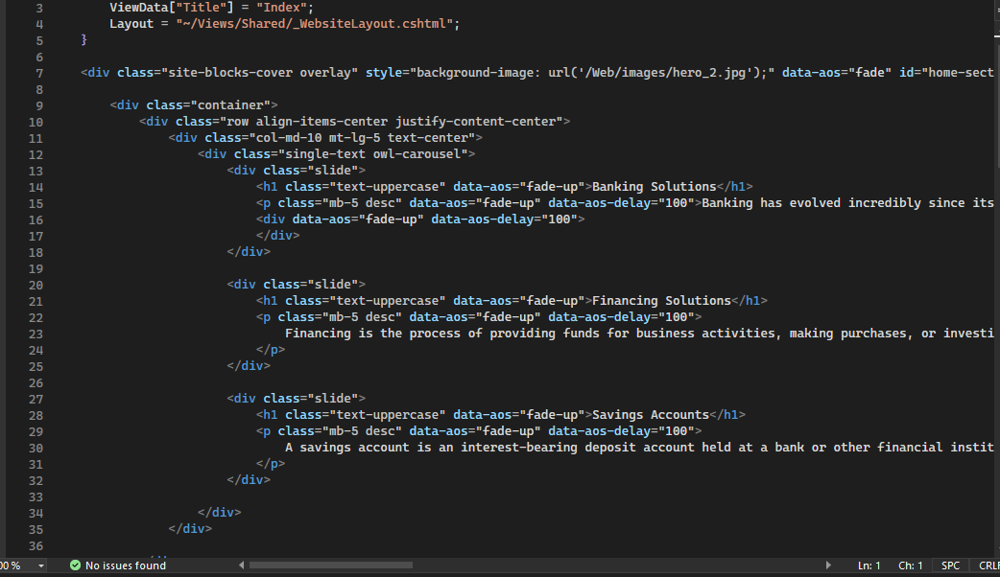 3 ViewData["Title"] = "Index";
4 Layout = "~/Views/Shared/_WebsiteLayout.cshtml";
5 }
6
7 <div class="site-blocks-cover overlay" style="background-image: url('/Web/images/hero_2.jpg');" data-aos="fade" id="home-sect
8
9 <div class="container">
10 <div class="row align-items-center justify-content-center">
11 <div class="col-md-10 mt-lg-5 text-center">
12 <div class="single-text owl-carousel">
13 <div class="slide">
14 <h1 class="text-uppercase" data-aos="fade-up">Banking Solutions</h1>
15 <p class="mb-5 desc" data-aos="fade-up" data-aos-delay="100">Banking has evolved incredibly since its
16 <div data-aos="fade-up" data-aos-delay="100">
17 </div>
18 </div>
19
20 <div class="slide">
21 <h1 class="text-uppercase" data-aos="fade-up">Financing Solutions</h1>
22 <p class="mb-5 desc" data-aos="fade-up" data-aos-delay="100">
23 Financing is the process of providing funds for business activities, making purchases, or investi
24 </p>
25 </div>
26
27 <div class="slide">
28 <h1 class="text-uppercase" data-aos="fade-up">Savings Accounts</h1>
29 <p class="mb-5 desc" data-aos="fade-up" data-aos-delay="100">
30 A savings account is an interest-bearing deposit account held at a bank or other financial instit
31 </p>
32 </div>
33
34 </div>
35 </div>
36
00 % No issues found Ln: 1 Ch: 1 SPC CRLF